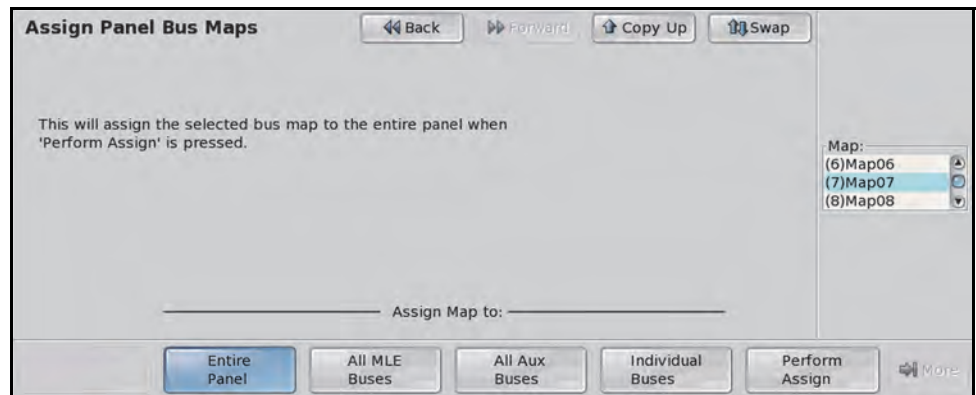 Assign Panel Bus Maps
Back
Forward
Copy Up
Swap
This will assign the selected bus map to the entire panel when
'Perform Assign' is pressed.
Map:
(6)Map06
(7)Map07
(8)Map08
Assign Map to:
Entire
Panel
All MLE
Buses
All Aux
Buses
Individual
Buses
Perform
Assign
More